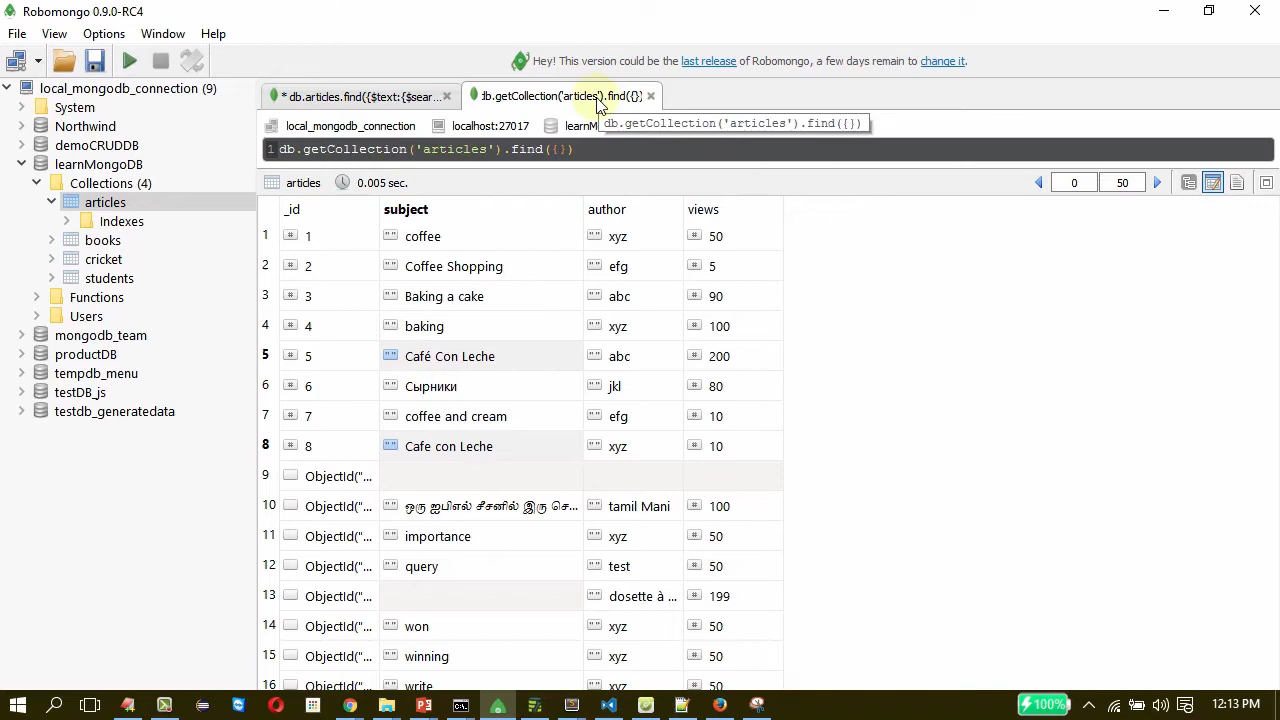 Robomongo 0.9.0-RC4
File View Options Window Help
Hey! This version could be the last release of Robomongo, a few days remain to change it.
local_mongodb_connection (9)
System
Northwind
demoCRUDDB
learnMongoDB
Collections (4)
articles
Indexes
books
cricket
students
Functions
Users
mongodb_team
productDB
tempdb_menu
testDB_js
testdb_generatedata
* db.articles.find({$text:{$sear...
db.getCollection('articles').find({})
local_mongodb_connection localhost:27017
db.getCollection('articles').find({})
1 db.getCollection('articles').find({})
articles 0.005 sec. 0 50
_id subject author views
1 1 coffee xyz 50
2 2 Coffee Shopping efg 5
3 3 Baking a cake abc 90
4 4 baking xyz 100
5 5 Café Con Leche abc 200
6 6 Сырники jkl 80
7 7 coffee and cream efg 10
8 8 Cafe con Leche xyz 10
9 ObjectId("...
10 ObjectId("... ஒரு ஐபிஎல் சீசனில் இரு செ... tamil Mani 100
11 ObjectId("... importance xyz 50
12 ObjectId("... query test 50
13 ObjectId("... dosette à ... 199
14 ObjectId("... won xyz 50
15 ObjectId("... winning xyz 50
16 ObjectId("... write xyz 50
100% 12:13 PM